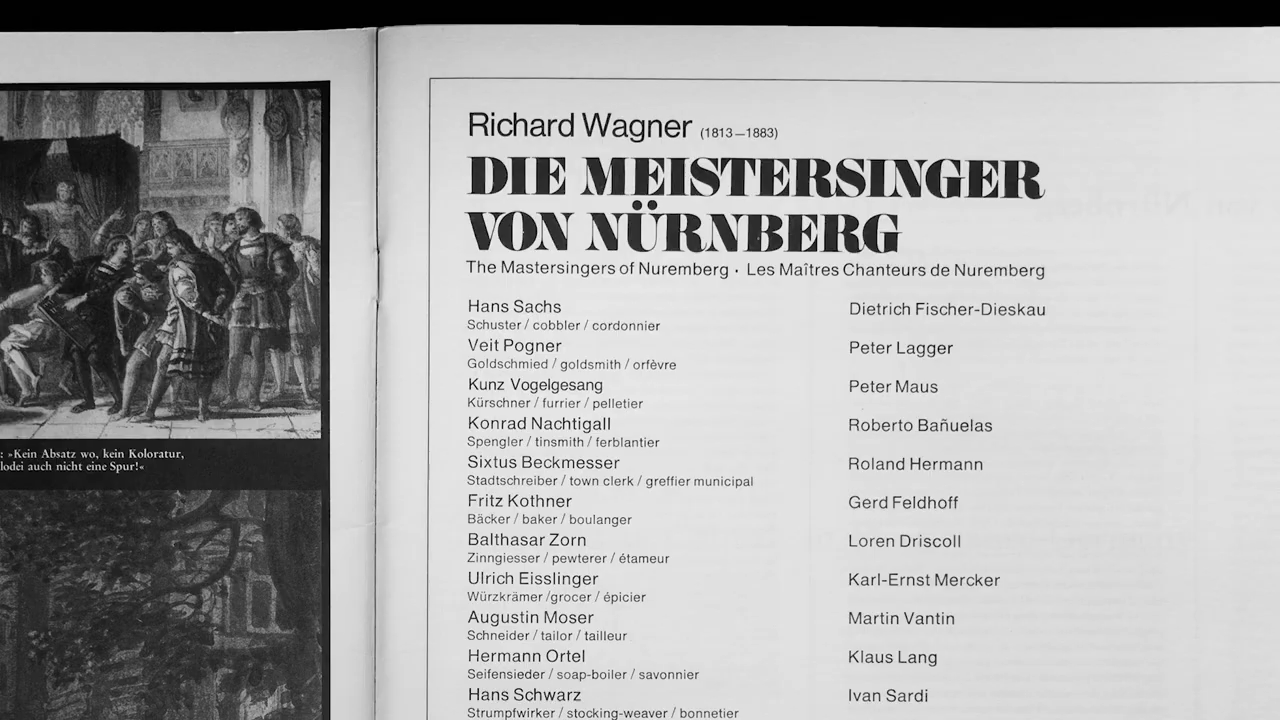 : »Kein Absatz wo, kein Koloratur,
lodei auch nicht eine Spur!«
Richard Wagner (1813—1883)
DIE MEISTERSINGER
VON NÜRNBERG
The Mastersingers of Nuremberg · Les Maîtres Chanteurs de Nuremberg
Hans Sachs Dietrich Fischer-Dieskau
Schuster / cobbler / cordonnier
Veit Pogner Peter Lagger
Goldschmied / goldsmith / orfèvre
Kunz Vogelgesang Peter Maus
Kürschner / furrier / pelletier
Konrad Nachtigall Roberto Bañuelas
Spengler / tinsmith / ferblantier
Sixtus Beckmesser Roland Hermann
Stadtschreiber / town clerk / greffier municipal
Fritz Kothner Gerd Feldhoff
Bäcker / baker / boulanger
Balthasar Zorn Loren Driscoll
Zinngiesser / pewterer / étameur
Ulrich Eisslinger Karl-Ernst Mercker
Würzkrämer /grocer / épicier
Augustin Moser Martin Vantin
Schneider / tailor / tailleur
Hermann Ortel Klaus Lang
Seifensieder / soap-boiler / savonnier
Hans Schwarz Ivan Sardi
Strumpfwirker / stocking-weaver / bonnetier